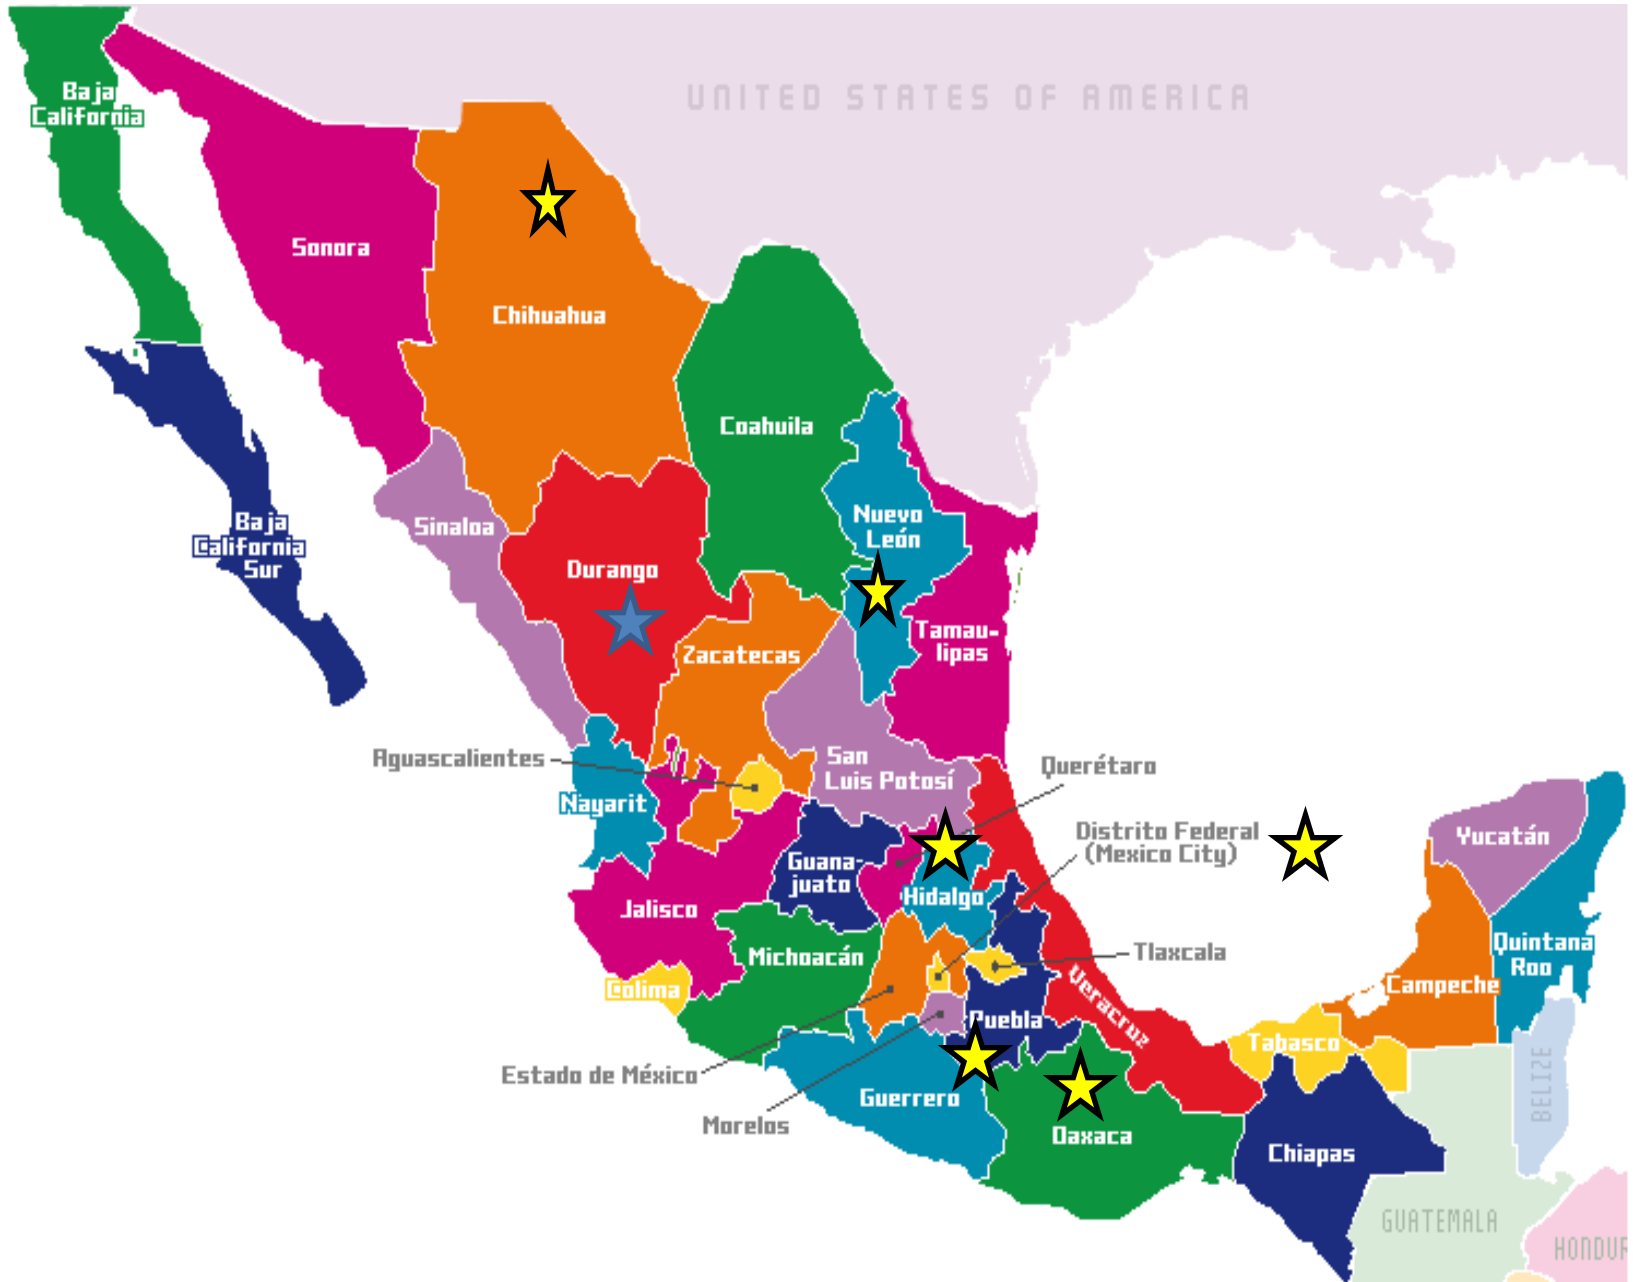 UNITED STATES OF AMERICA
Baja
California
Sonora
Chihuahua
Coahuila
Nuevo
León
Sinaloa
Baja
California
Sur
Durango
Tamau-
lipas
Zacatecas
Aguascalientes
San
Luis Potosí
Querétaro
Nayarit
Distrito Federal
(Mexico City)
Yucatán
Guana-
juato
Hidalgo
Jalisco
Quintana
Roo
Michoacán
Tlaxcala
Colima
Campeche
Veracruz
Puebla
Tabasco
Estado de México
Guerrero
BELIZE
Morelos
Oaxaca
Chiapas
GUATEMALA
HONDUR